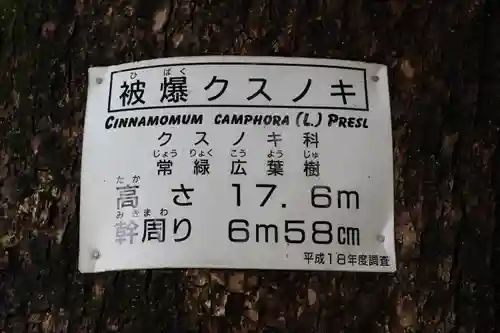 ひばく
被爆クスノキ
CINNAMOMUM CAMPHORA (L.) PRESL
クスノキ科
じょうりょくこうようじゅ
常緑広葉樹
たか
高さ 17.6m
みきまわ
幹周り 6m58cm
平成18年度調査